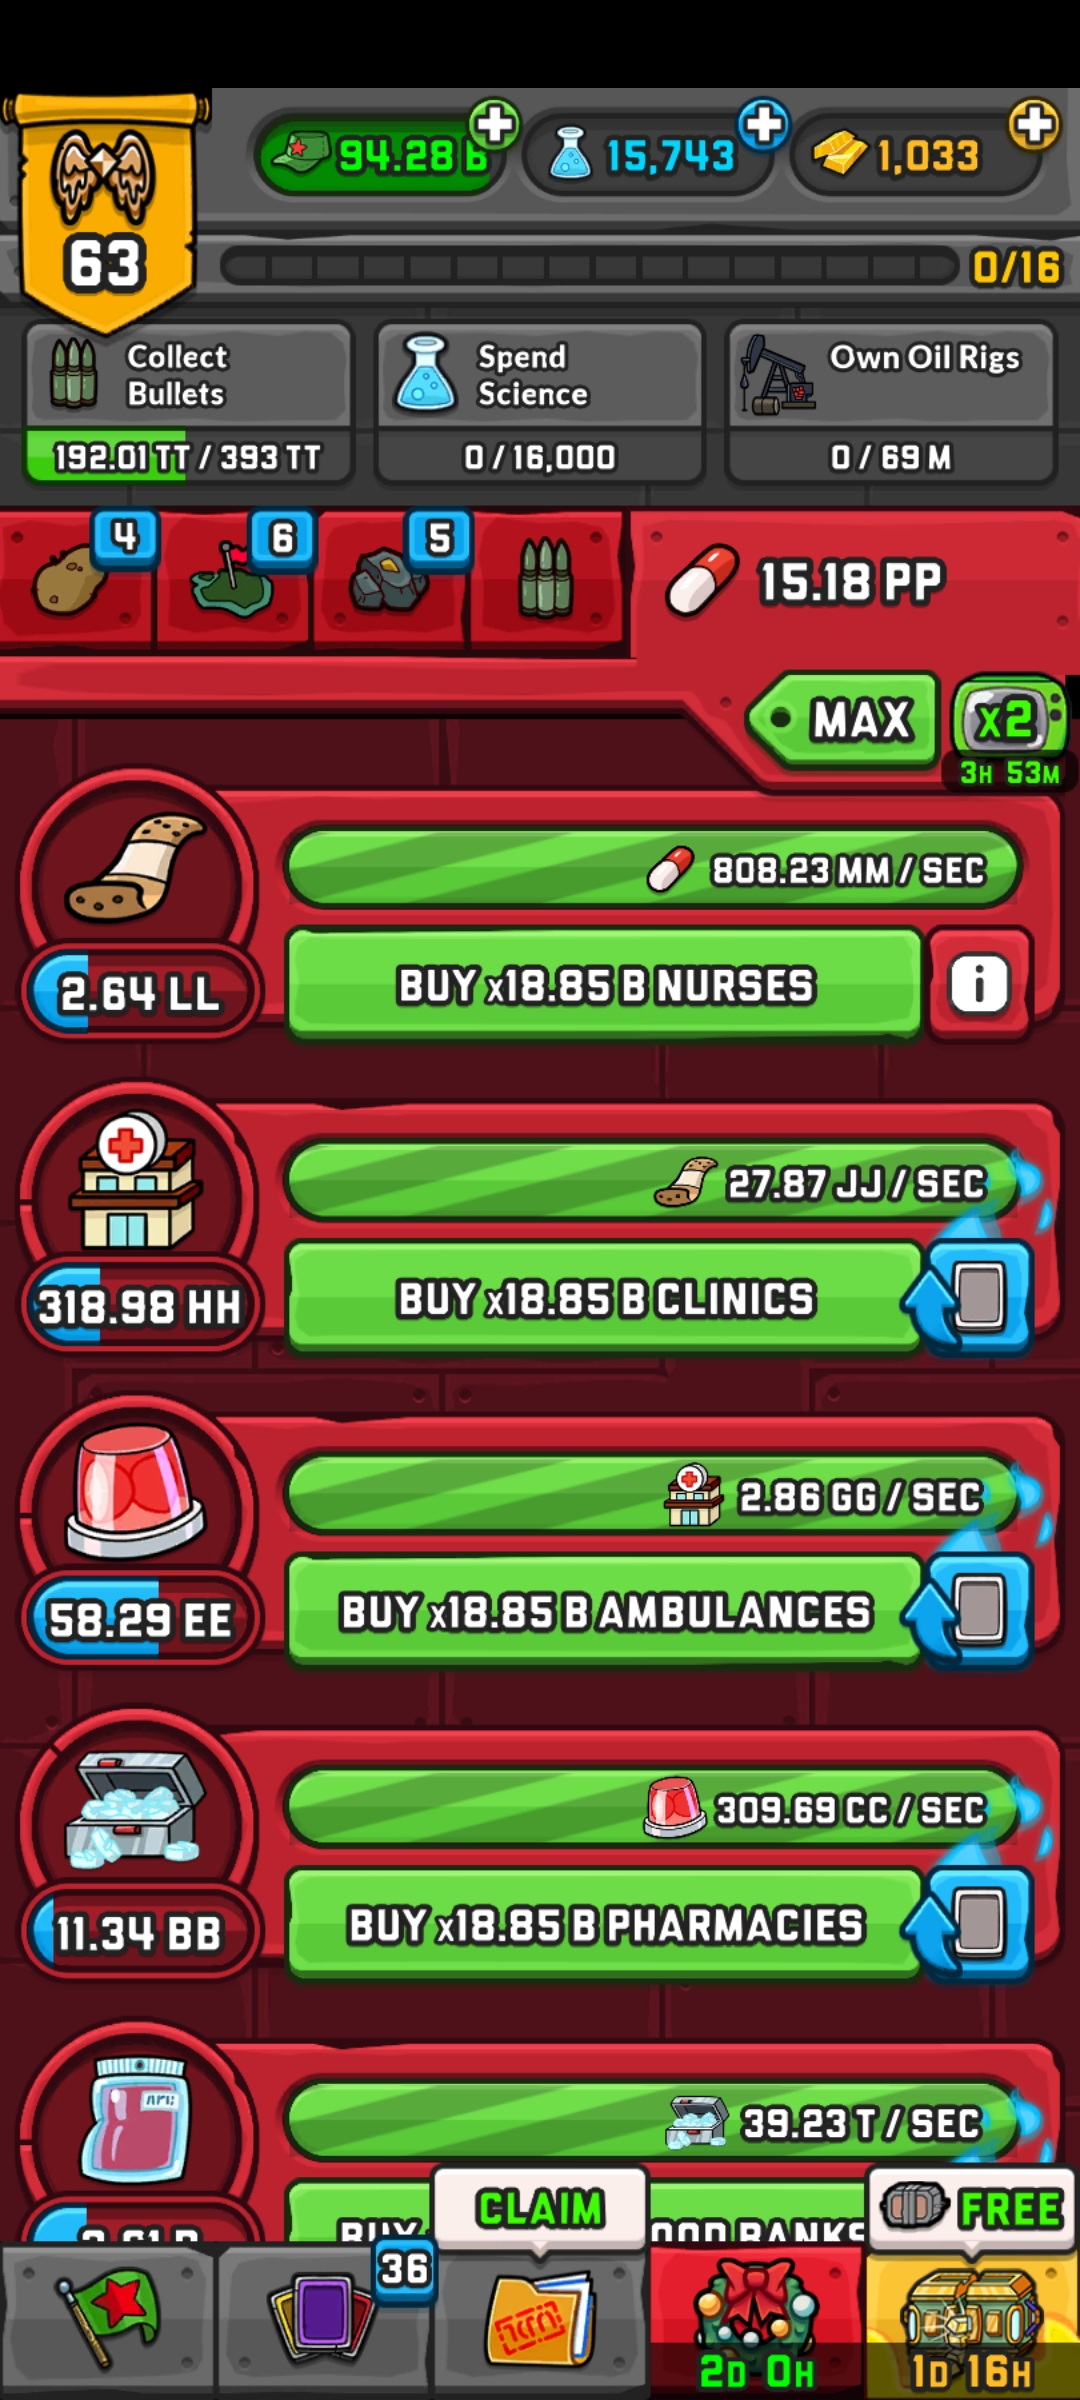 94.28 B
15,743
1,033
63
0/16
Collect
Bullets
192.01 TT / 393 TT
Spend
Science
0 / 16,000
Own Oil Rigs
0 / 69 M
4
6
5
15.18 PP
MAX
x2
3H 53M
808.23 MM / SEC
2.64 LL
BUY x18.85 B NURSES
i
27.87 JJ / SEC
318.98 HH
BUY x18.85 B CLINICS
2.86 GG / SEC
58.29 EE
BUY x18.85 B AMBULANCES
309.69 CC / SEC
11.34 BB
BUY x18.85 B PHARMACIES
39.23 T / SEC
BUY
BANKS
CLAIM
FREE
36
2D 0H
1D 16H